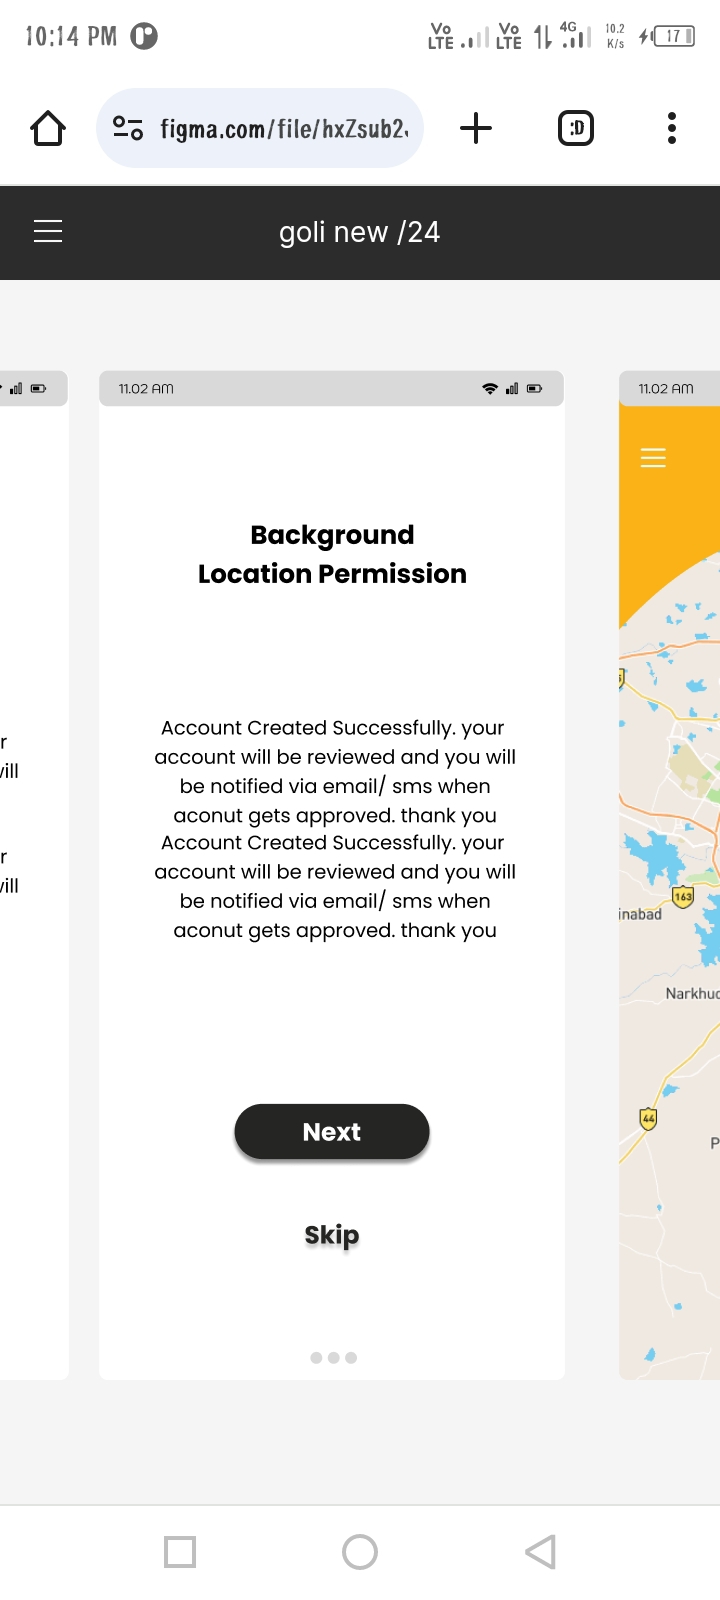 10:14 PM
Vo LTE Vo LTE 4G 10.2 K/s 17
figma.com/file/hxZsub2
:D
goli new /24
11.02 AM
11.02 AM
Background
Location Permission
r
ill
Account Created Successfully. your
account will be reviewed and you will
be notified via email/ sms when
aconut gets approved. thank you
r
ill
Account Created Successfully. your
account will be reviewed and you will
be notified via email/ sms when
aconut gets approved. thank you
163
inabad
Narkhuc
44
P
Next
Skip